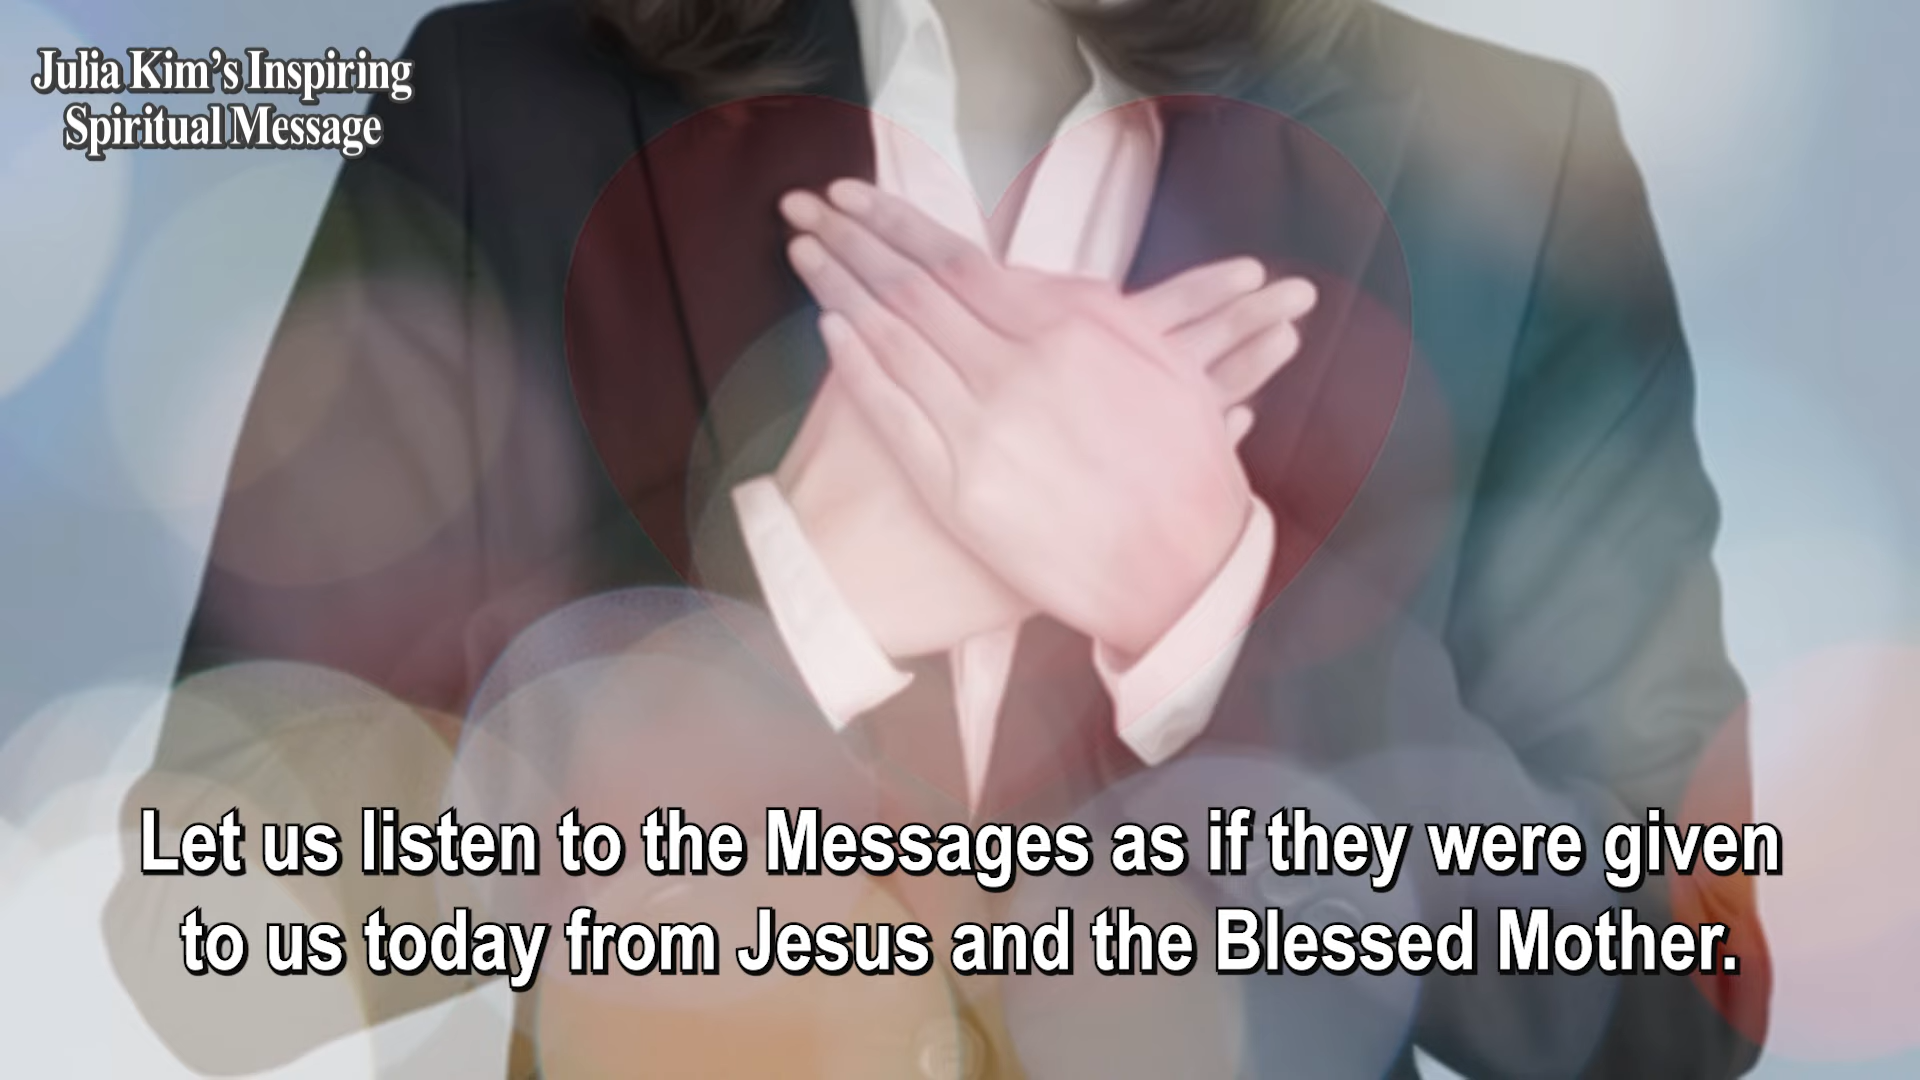 Julia Kim's Inspiring
Spiritual Message
Let us listen to the Messages as if they were given
to us today from Jesus and the Blessed Mother.